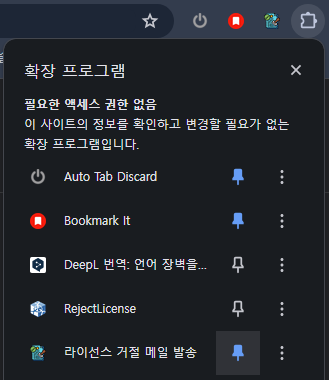 확장 프로그램
필요한 액세스 권한 없음
이 사이트의 정보를 확인하고 변경할 필요가 없는
확장 프로그램입니다.
Auto Tab Discard
Bookmark It
DeepL 번역: 언어 장벽을...
RejectLicense
라이선스 거절 메일 발송